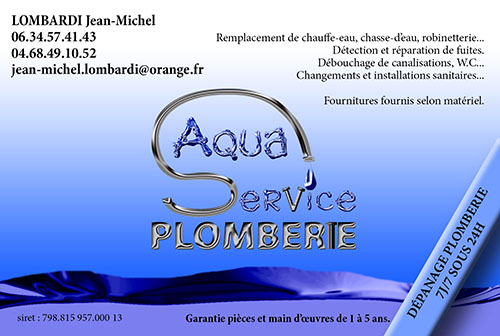 LOMBARDI Jean-Michel
06.34.57.41.43
04.68.49.10.52
jean-michel.lombardi@orange.fr
Remplacement de chauffe-eau, chasse-d'eau, robinetterie...
Détection et réparation de fuites.
Débouchage de canalisations, W.C...
Changements et installations sanitaires...
Fournitures fournis selon matériel.
Aqua
Service
PLOMBERIE
DÉPANAGE PLOMBERIE
7J/7 SOUS 24H
siret : 798.815 957.000 13
Garantie pièces et main d'œuvres de 1 à 5 ans.